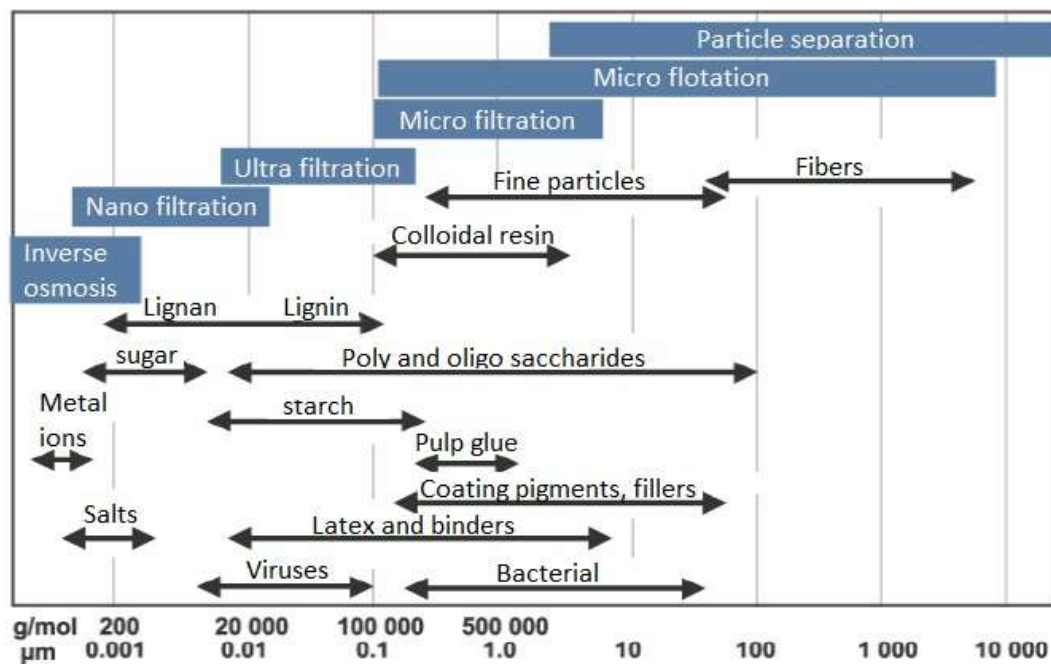 Particle separation
Micro flotation
Micro filtration
Ultra filtration
Fibers
Fine particles
Nano filtration
Colloidal resin
Inverse
osmosis
Lignan Lignin
sugar
Poly and oligo saccharides
Metal
ions
starch
Pulp glue
Coating pigments, fillers
Salts
Latex and binders
Viruses
Bacterial
g/mol 200 20 000 100 000 500 000
µm 0.001 0.01 0.1 1.0 10 100 1 000 10 000